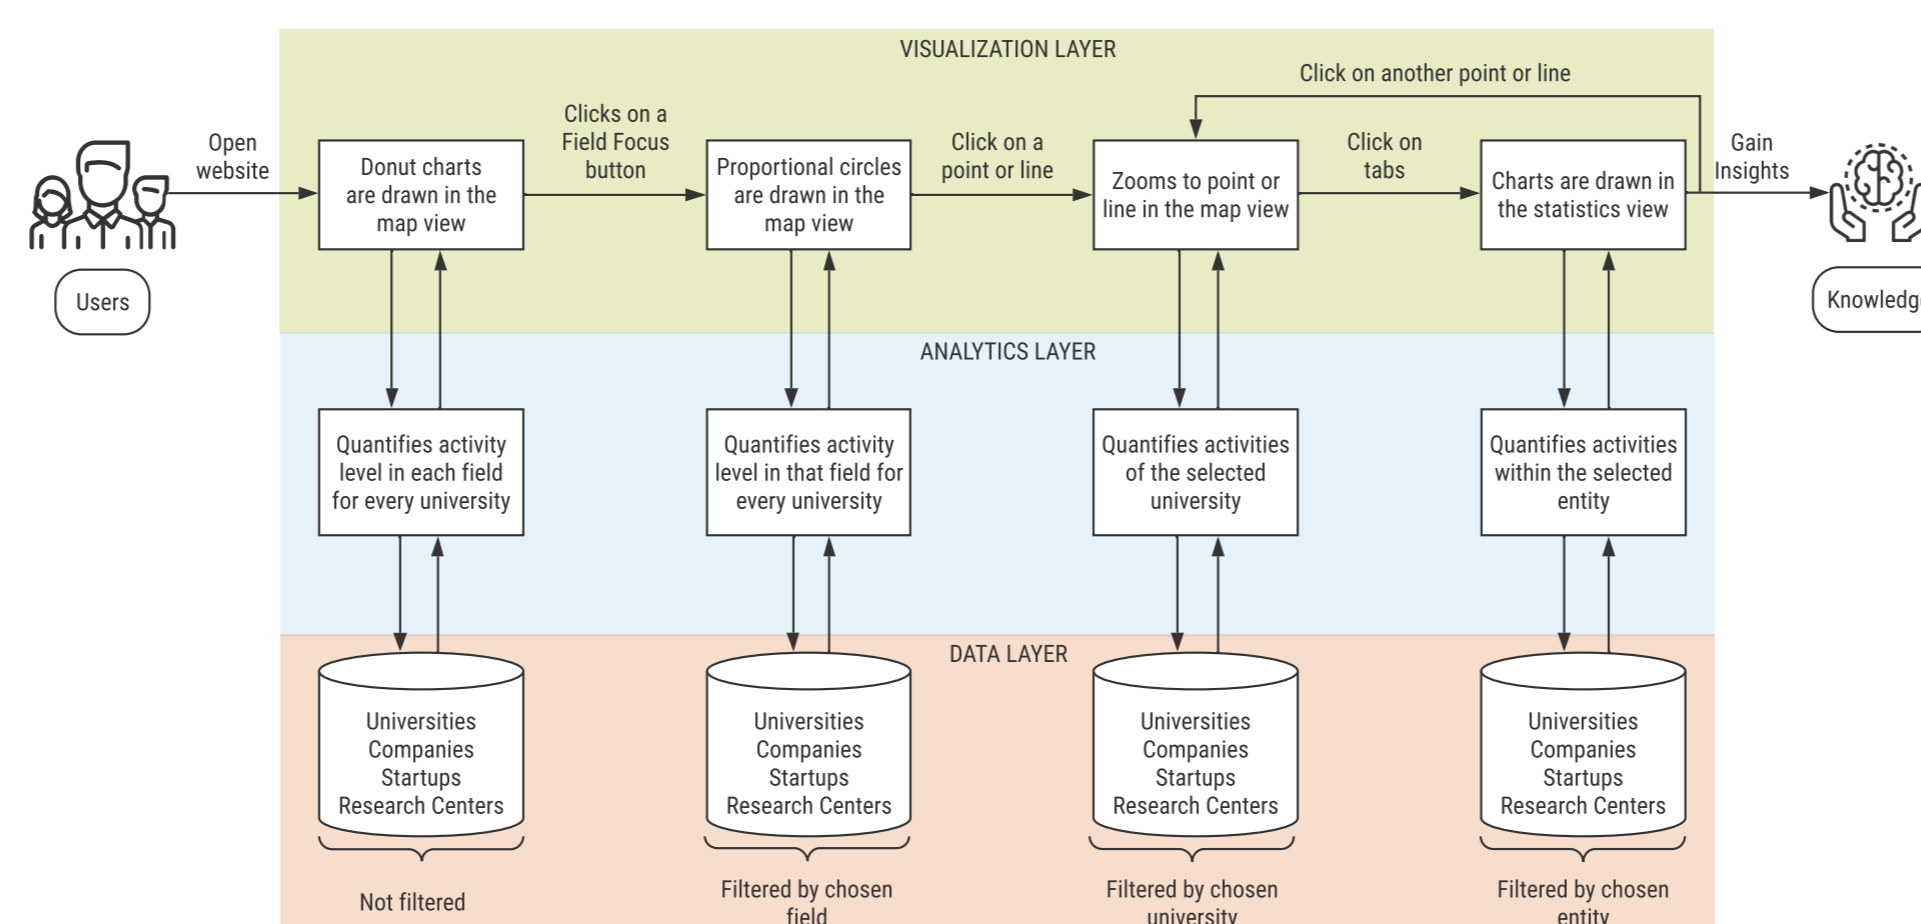 VISUALIZATION LAYER
Click on another point or line
Open
website
Clicks on a
Field Focus
button
Click on a
point or line
Click on
tabs
Gain
Insights
Donut charts
are drawn in the
map view
Proportional circles
are drawn in the
map view
Zooms to point or
line in the map view
Charts are drawn in
the statistics view
Users
Knowledg
ANALYTICS LAYER
Quantifies activity
level in each field
for every university
Quantifies activity
level in that field for
every university
Quantifies activities
of the selected
university
Quantifies activities
within the selected
entity
DATA LAYER
Universities
Companies
Startups
Research Centers
Universities
Companies
Startups
Research Centers
Universities
Companies
Startups
Research Centers
Universities
Companies
Startups
Research Centers
Not filtered
Filtered by chosen
field
Filtered by chosen
university
Filtered by chosen
entity